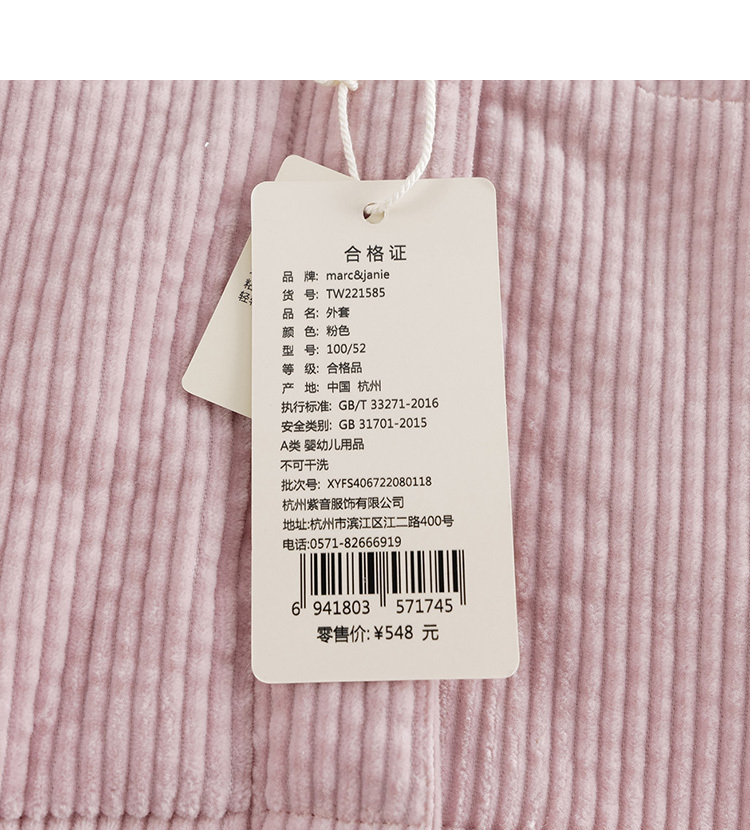 合格证
品 牌: marc&janie
货 号: TW221585
品 名: 外套
颜 色: 粉色
型 号: 100/52
等 级: 合格品
产 地: 中国 杭州
执行标准: GB/T 33271-2016
安全类别: GB 31701-2015
A类 婴幼儿用品
不可干洗
批次号: XYFS406722080118
杭州紫音服饰有限公司
地址:杭州市滨江区江二路400号
电话:0571-82666919
6 941803 571745
零售价: ¥548 元